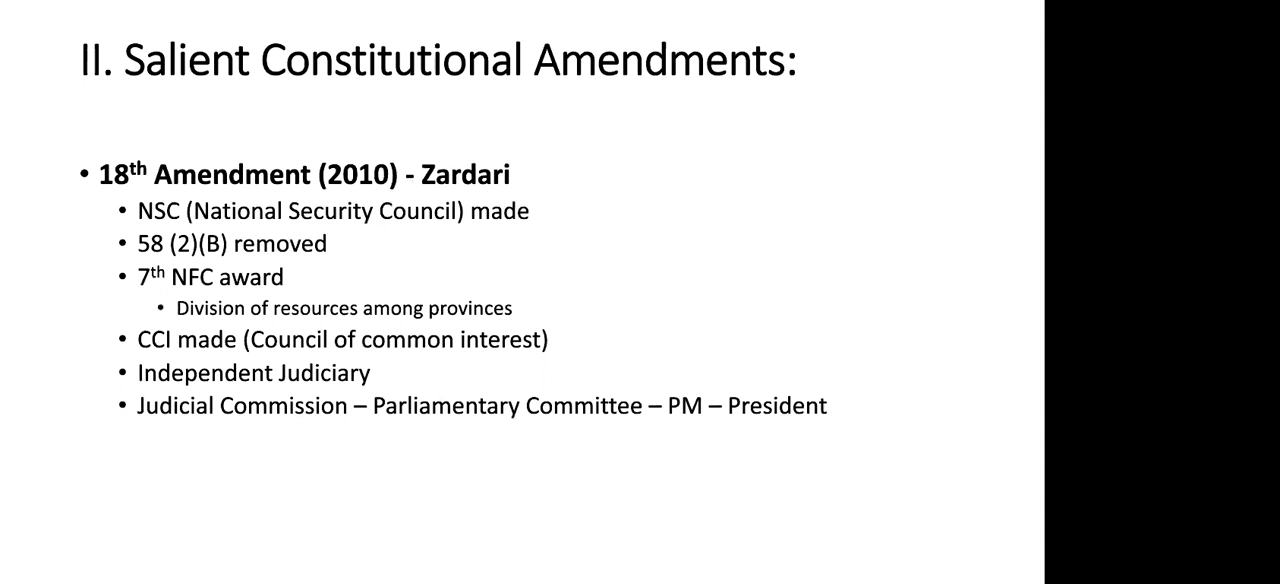 II. Salient Constitutional Amendments:
• 18th Amendment (2010) - Zardari
• NSC (National Security Council) made
• 58 (2)(B) removed
• 7th NFC award
• Division of resources among provinces
• CCI made (Council of common interest)
• Independent Judiciary
• Judicial Commission – Parliamentary Committee – PM – President